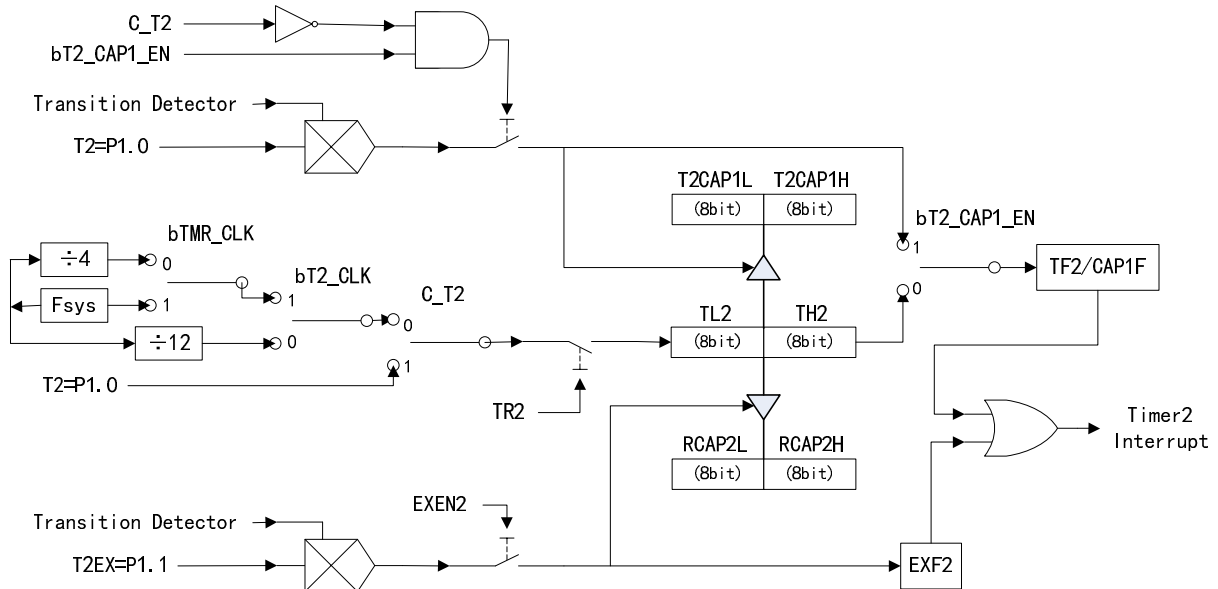 C_T2
bT2_CAP1_EN
Transition Detector
T2=P1.0
T2CAP1L T2CAP1H
(8bit) (8bit)
bT2_CAP1_EN
1
0
TF2/CAP1F
bTMR_CLK
÷4
0
Fsys
1
÷12
bT2_CLK
1
0
C_T2
0
1
T2=P1.0
TR2
TL2 TH2
(8bit) (8bit)
RCAP2L RCAP2H
(8bit) (8bit)
Timer2
Interrupt
EXEN2
Transition Detector
T2EX=P1.1
EXF2